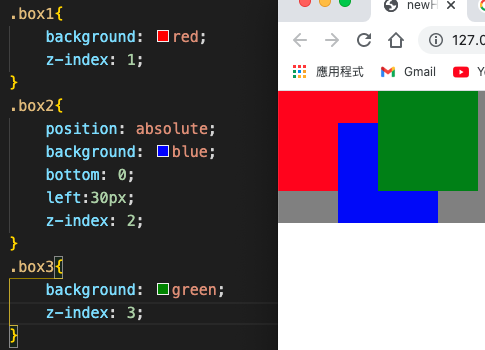 .box1{
background: red;
z-index: 1;
}
.box2{
position: absolute;
background: blue;
bottom: 0;
left:30px;
z-index: 2;
}
.box3{
background: green;
z-index: 3;
}
newH
127.0
應用程式
Gmail
Yo